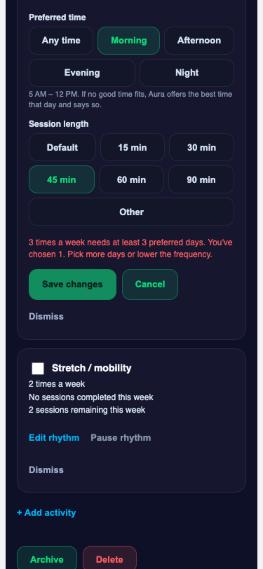 Preferred time
Any time
Morning
Afternoon
Evening
Night
5 AM – 12 PM. If no good time fits, Aura offers the best time
that day and says so.
Session length
Default
15 min
30 min
45 min
60 min
90 min
Other
3 times a week needs at least 3 preferred days. You've
chosen 1. Pick more days or lower the frequency.
Save changes
Cancel
Dismiss
Stretch / mobility
2 times a week
No sessions completed this week
2 sessions remaining this week
Edit rhythm
Pause rhythm
Dismiss
+ Add activity
Archive
Delete